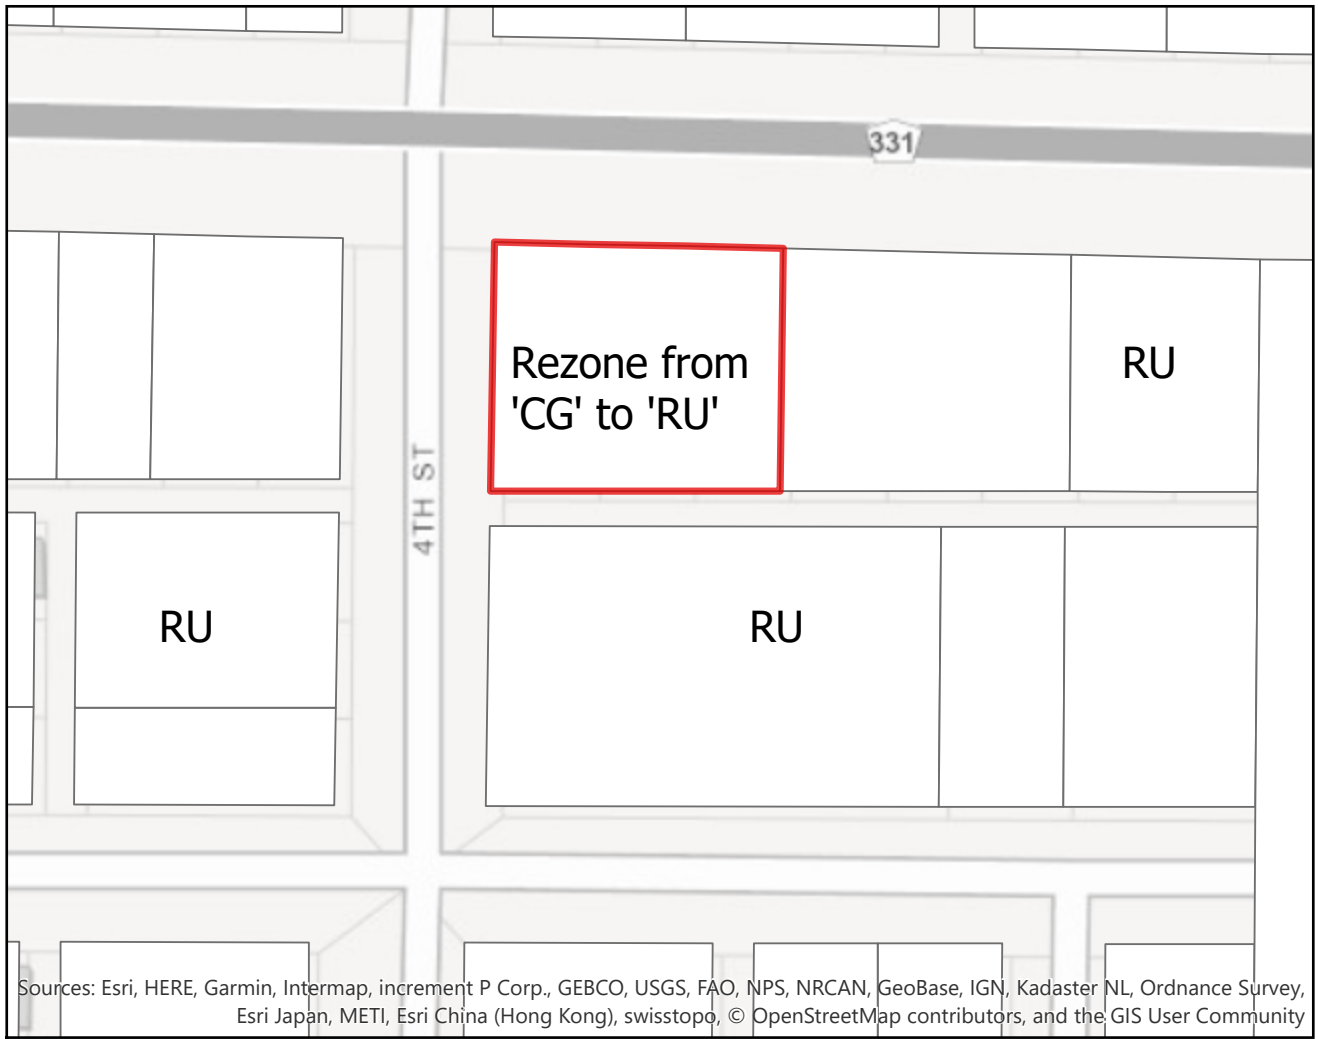 331
Rezone from
'CG' to 'RU'
RU
4TH ST
RU
RU
Sources: Esri, HERE, Garmin, Intermap, increment P Corp., GEBCO, USGS, FAO, NPS, NRCAN, GeoBase, IGN, Kadaster NL, Ordnance Survey,
Esri Japan, METI, Esri China (Hong Kong), swisstopo, © OpenStreetMap contributors, and the GIS User Community